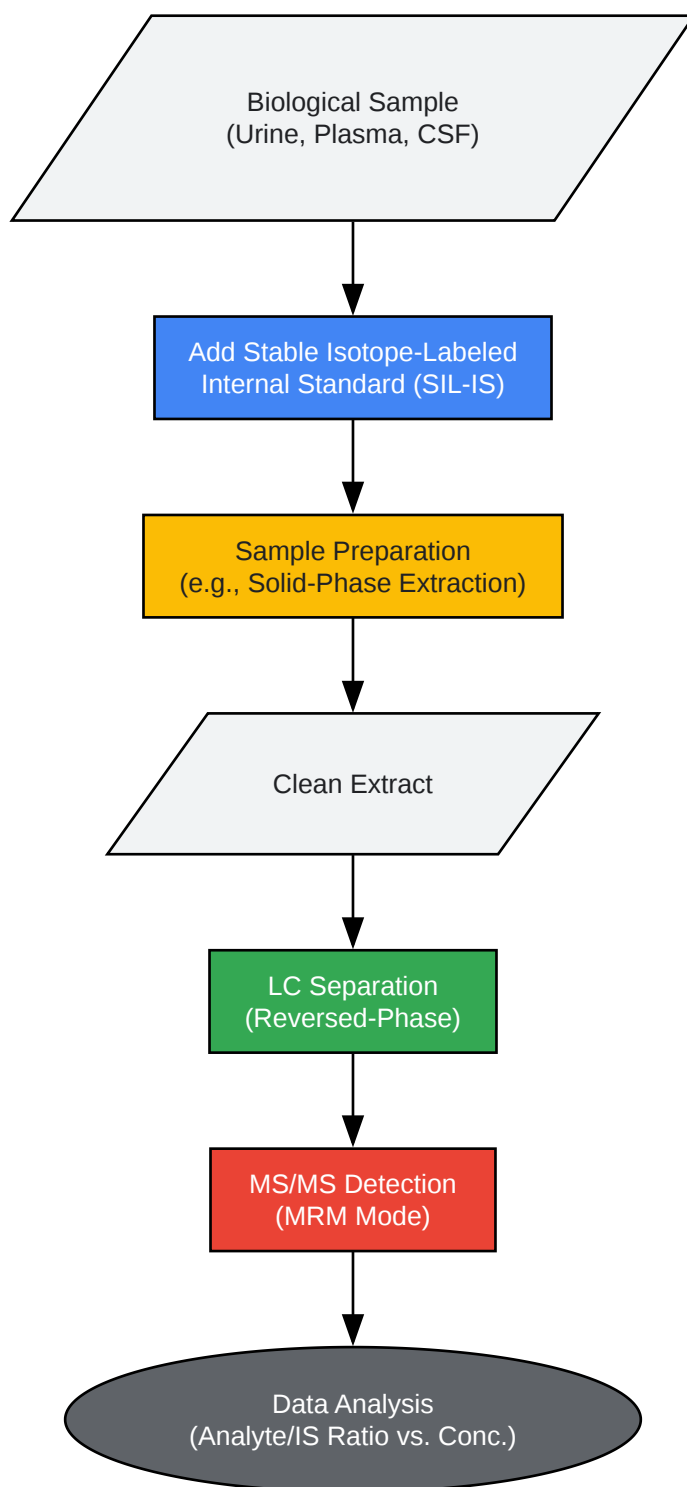 Biological Sample
(Urine, Plasma, CSF)
Add Stable Isotope-Labeled
Internal Standard (SIL-IS)
Sample Preparation
(e.g., Solid-Phase Extraction)
Clean Extract
LC Separation
(Reversed-Phase)
MS/MS Detection
(MRM Mode)
Data Analysis
(Analyte/IS Ratio vs. Conc.)